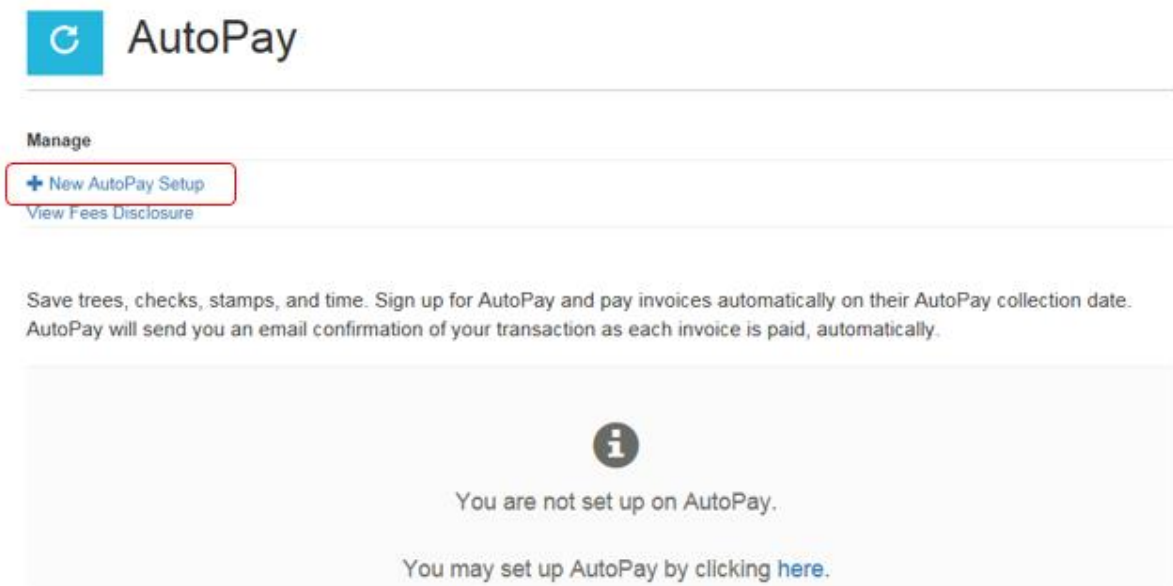 AutoPay
Manage
+ New AutoPay Setup
View Fees Disclosure
Save trees, checks, stamps, and time. Sign up for AutoPay and pay invoices automatically on their AutoPay collection date.
AutoPay will send you an email confirmation of your transaction as each invoice is paid, automatically.
You are not set up on AutoPay.
You may set up AutoPay by clicking here.